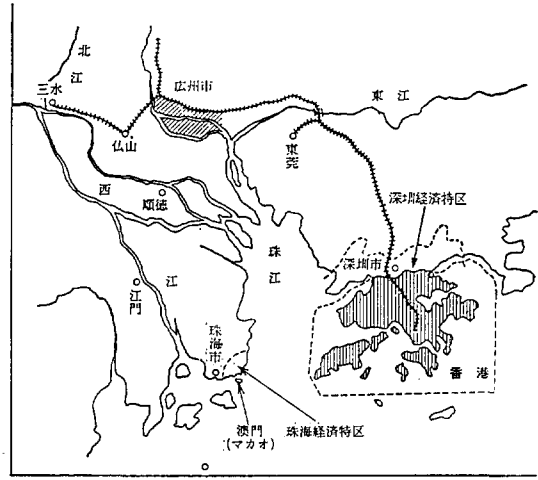 北江
三水
広州市
東江
仏山
東莞
西江
順徳
深圳経済特区
珠江
深圳市
江門
珠海市
香港
珠海経済特区
澳門
(マカオ)